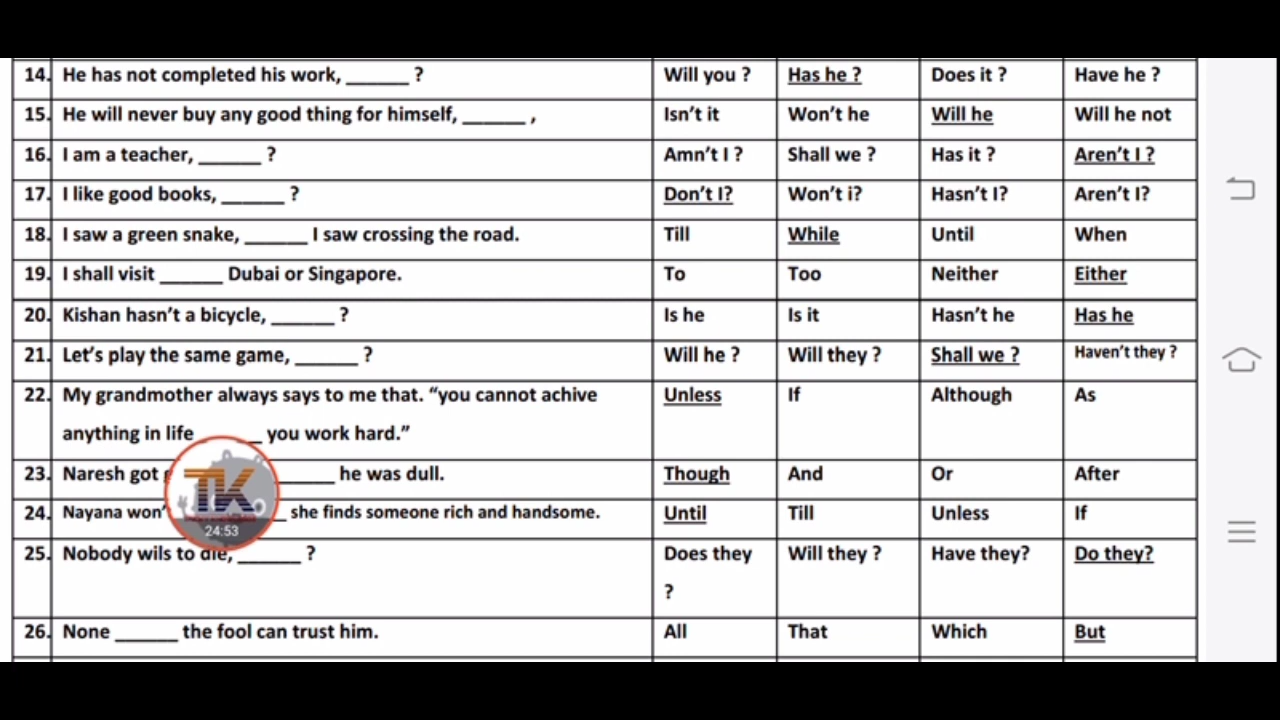 14. He has not completed his work, ______ ? Will you ? Has he ? Does it ? Have he ?
15. He will never buy any good thing for himself, ______ , Isn't it Won't he Will he Will he not
16. I am a teacher, ______ ? Amn't I ? Shall we ? Has it ? Aren't I ?
17. I like good books, ______ ? Don't I? Won't i? Hasn't I? Aren't I?
18. I saw a green snake, ______ I saw crossing the road. Till While Until When
19. I shall visit ______ Dubai or Singapore. To Too Neither Either
20. Kishan hasn't a bicycle, ______ ? Is he Is it Hasn't he Has he
21. Let's play the same game, ______ ? Will he ? Will they ? Shall we ? Haven't they ?
22. My grandmother always says to me that. “you cannot achive Unless If Although As
anything in life ______ you work hard.”
23. Naresh got ______ he was dull. Though And Or After
TK
24. Nayana won' __ she finds someone rich and handsome. Until Till Unless If
24:53
25. Nobody wils to die, ______ ? Does they Will they ? Have they? Do they?
?
26. None ______ the fool can trust him. All That Which But